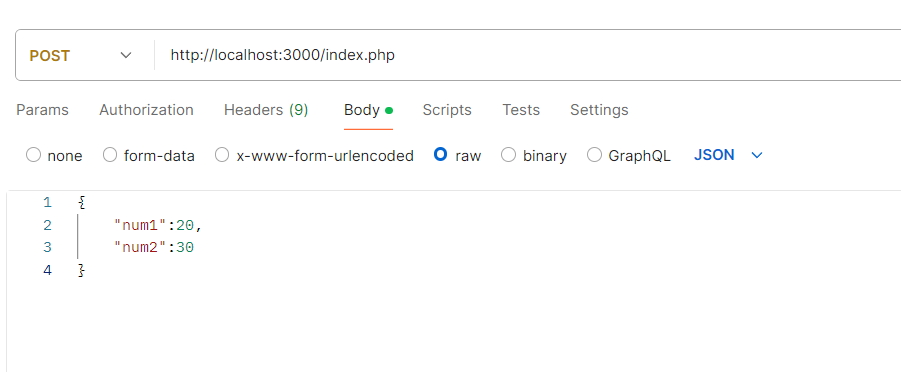 POST http://localhost:3000/index.php
Params Authorization Headers (9) Body Scripts Tests Settings
none form-data x-www-form-urlencoded raw binary GraphQL JSON
1 {
2 "num1":20,
3 "num2":30
4 }